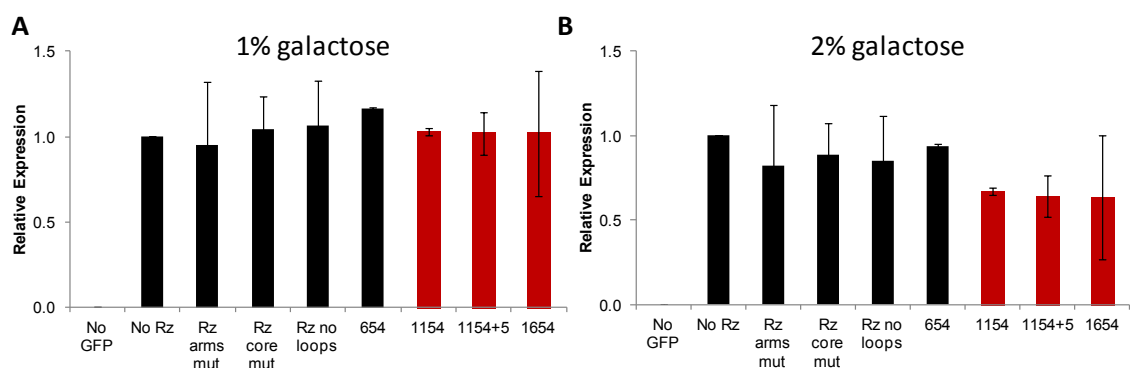 A
1% galactose
Relative Expression
1.5
1.0
0.5
0.0
No
GFP
No Rz
Rz
arms
mut
Rz
core
mut
Rz no
loops
654
1154
1154+5
1654
B
2% galactose
Relative Expression
1.5
1.0
0.5
0.0
No
GFP
No Rz
Rz
arms
mut
Rz
core
mut
Rz no
loops
654
1154
1154+5
1654